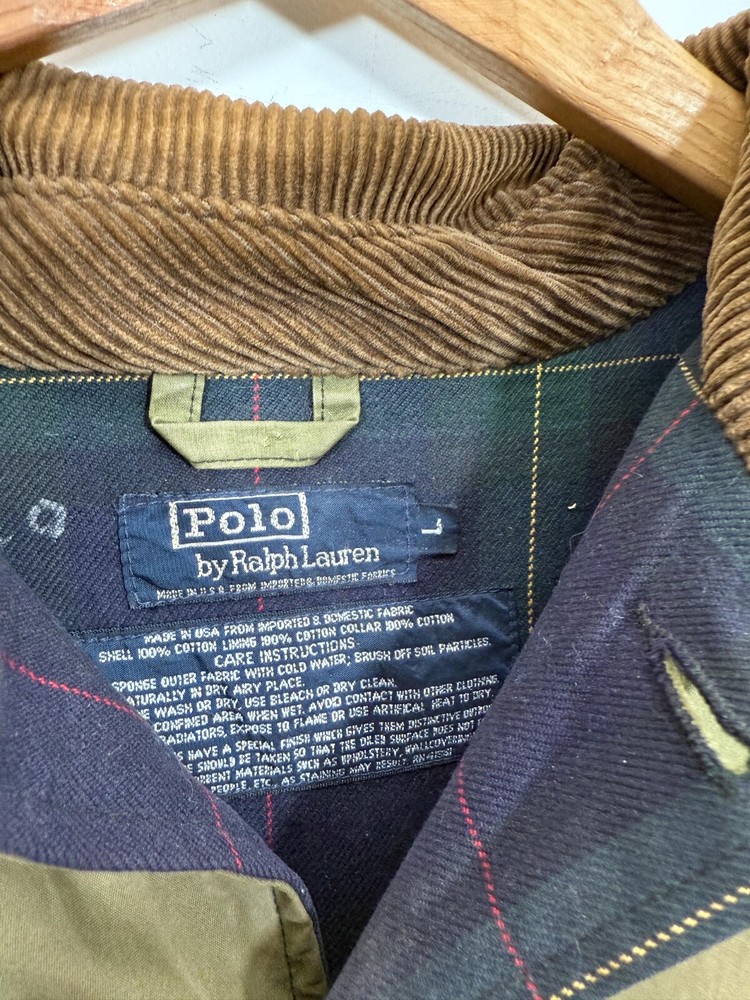 Polo
by Ralph Lauren
L
MADE IN U.S.A. FROM IMPORTED & DOMESTIC FABRICS
MADE IN USA FROM IMPORTED & DOMESTIC FABRIC
SHELL 100% COTTON LINING 100% COTTON COLLAR 100% COTTON
CARE INSTRUCTIONS.
SPONGE OUTER FABRIC WITH COLD WATER; BRUSH OFF SOIL PARTICLES.
NATURALLY IN DRY AIRY PLACE.
WASH OR DRY, USE BLEACH OR DRY CLEAN.
CONFINED AREA WHEN WET. AVOID CONTACT WITH OTHER CLOTHING.
RADIATORS, EXPOSE TO FLAME OR USE ARTIFICAL HEAT TO DRY.
HAVE A SPECIAL FINISH WHICH GIVES THEM DISTINCTIVE
SHOULD BE TAKEN SO THAT THE OILED SURFACE DOES NOT
MATERIALS SUCH AS UPHOLSTERY, WALLCOVERING
PEOPLE, ETC., AS STAINING MAY RESULT.